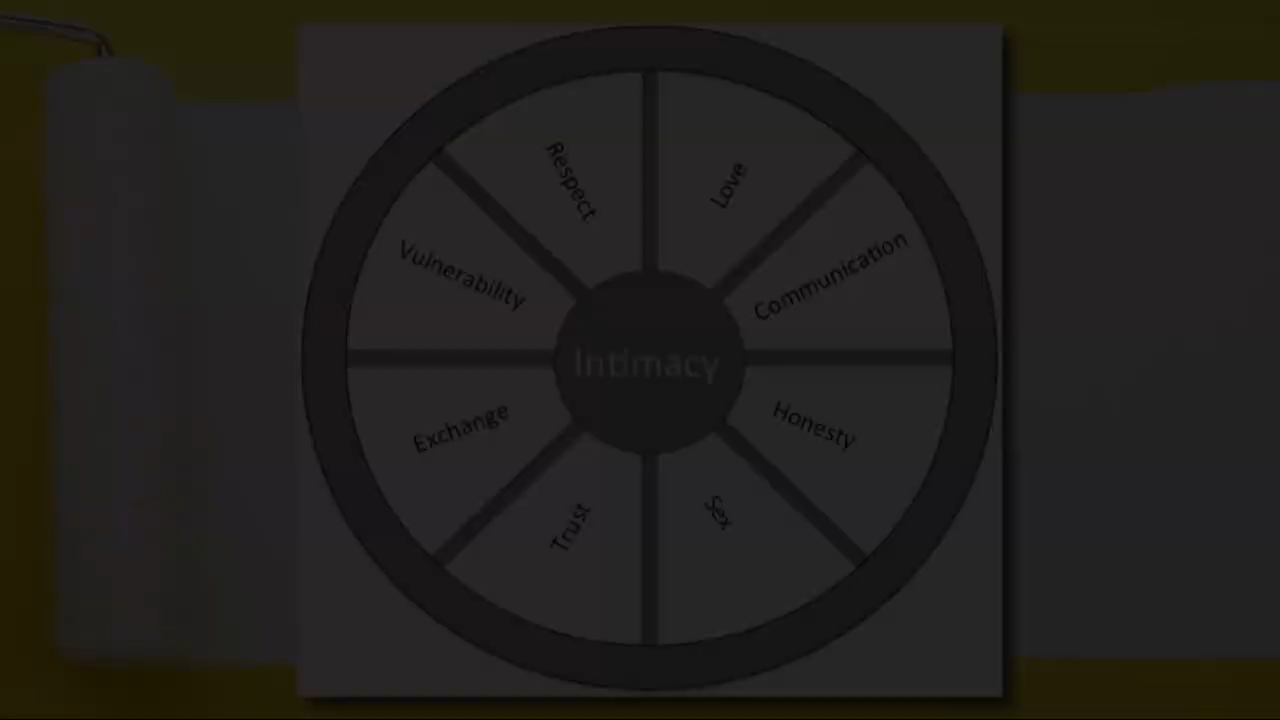 Respect
Love
Vulnerability
Communication
Intimacy
Exchange
Honesty
Trust
Sex